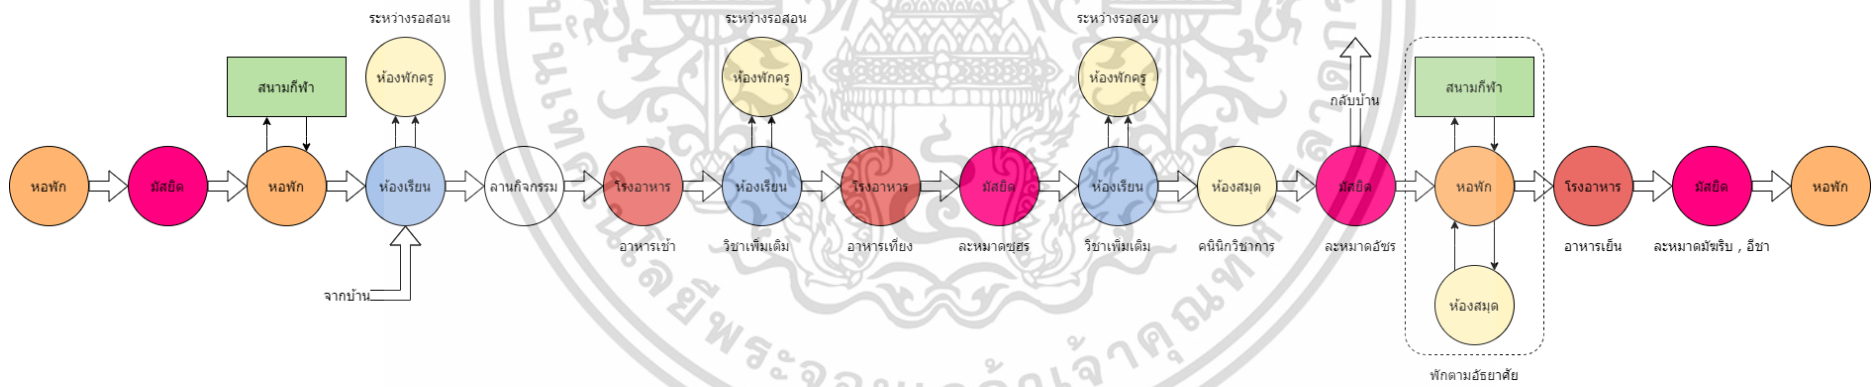 ระหว่างรอสอน
ระหว่างรอสอน
ระหว่างรอสอน
สนามกีฬา
ห้องพักครู
ห้องพักครู
ห้องพักครู
กลับบ้าน
สนามกีฬา
หอพัก
มัสยิด
หอพัก
ห้องเรียน
ลานกิจกรรม
โรงอาหาร
ห้องเรียน
โรงอาหาร
มัสยิด
ห้องเรียน
ห้องสมุด
มัสยิด
หอพัก
โรงอาหาร
มัสยิด
หอพัก
อาหารเช้า
วิชาเพิ่มเติม
อาหารเที่ยง
ละหมาดซุฮร
วิชาเพิ่มเติม
คนินิกวิชาการ
ละหมาดอัซร
อาหารเย็น
ละหมาดมัฆริบ , อีชา
จากบ้าน
ห้องสมุด
พักตามอัธยาศัย